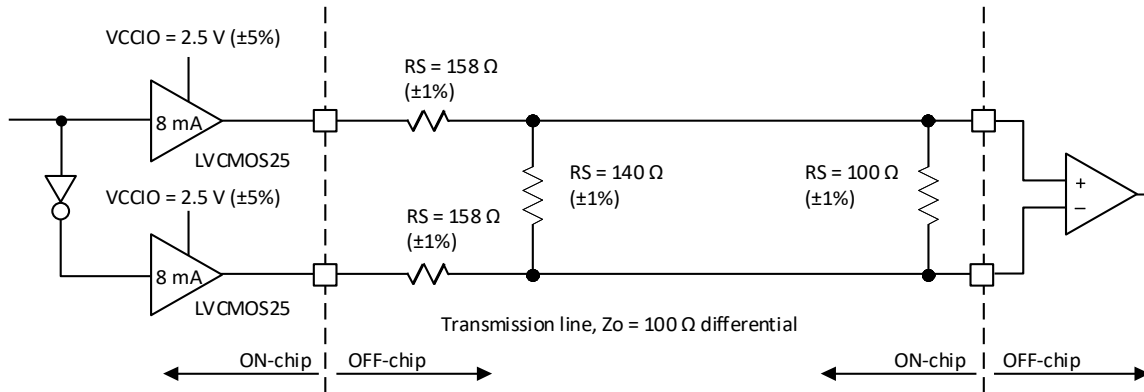 VCCIO = 2.5 V (±5%)
8 mA
LVCMOS25
VCCIO = 2.5 V (±5%)
8 mA
LVCMOS25
RS = 158 Ω
(±1%)
RS = 158 Ω
(±1%)
RS = 140 Ω
(±1%)
RS = 100 Ω
(±1%)
+
–
Transmission line, Zo = 100 Ω differential
ON-chip
OFF-chip
ON-chip
OFF-chip